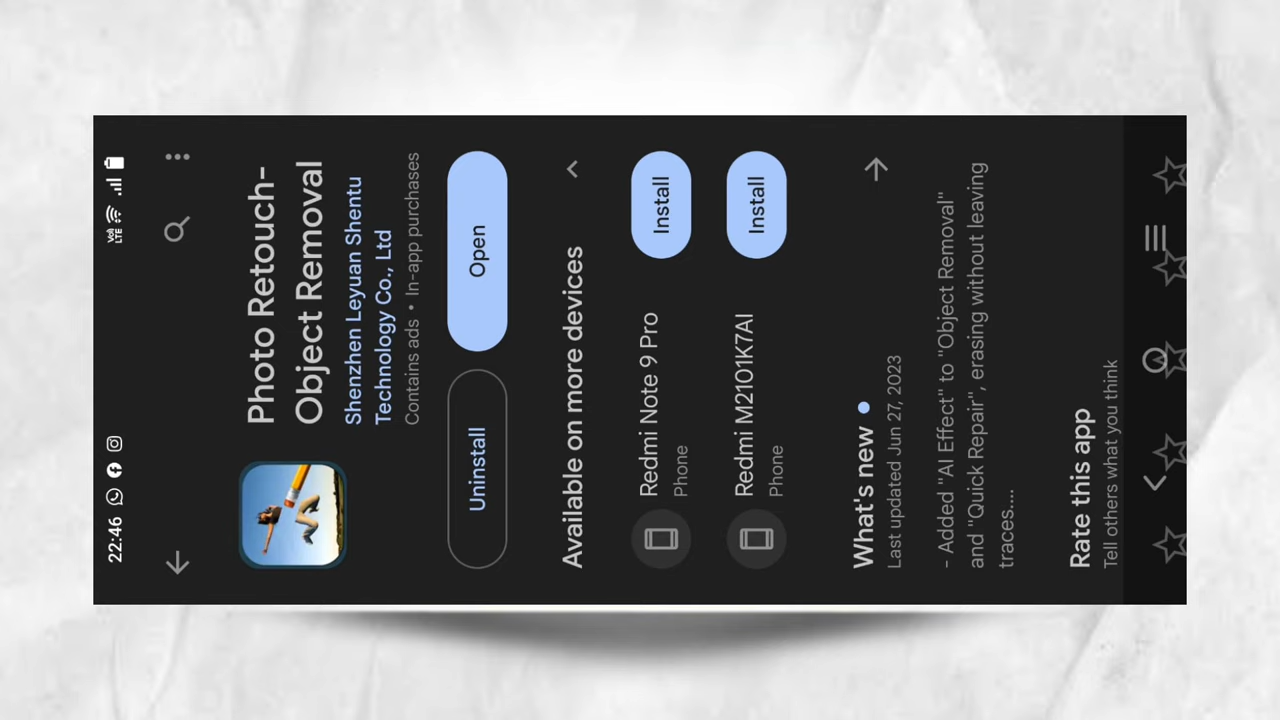 22:46
Vo) LTE
Photo Retouch-
Object Removal
Shenzhen Leyuan Shentu
Technology Co., Ltd
Contains ads • In-app purchases
Uninstall
Open
Available on more devices
Redmi Note 9 Pro
Phone
Install
Redmi M2101K7AI
Phone
Install
What's new
Last updated Jun 27, 2023
- Added "AI Effect" to "Object Removal"
and "Quick Repair", erasing without leaving
traces....
Rate this app
Tell others what you think